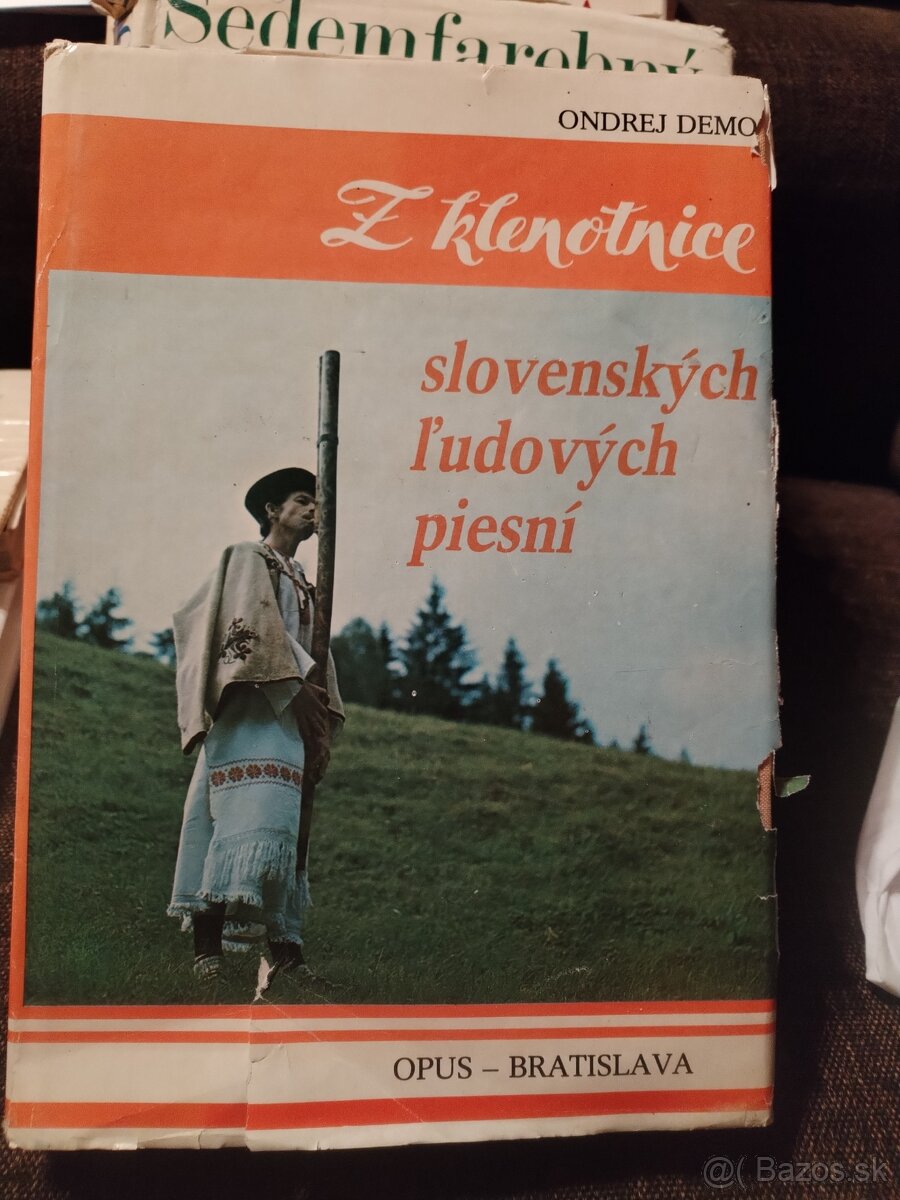 Sedemfarebný
ONDREJ DEMO
Z klenotnice
slovenských
ľudových
piesní
OPUS – BRATISLAVA
@( Bazos.sk